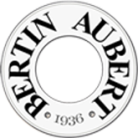 BERTIN AUBERT
• 1936 •